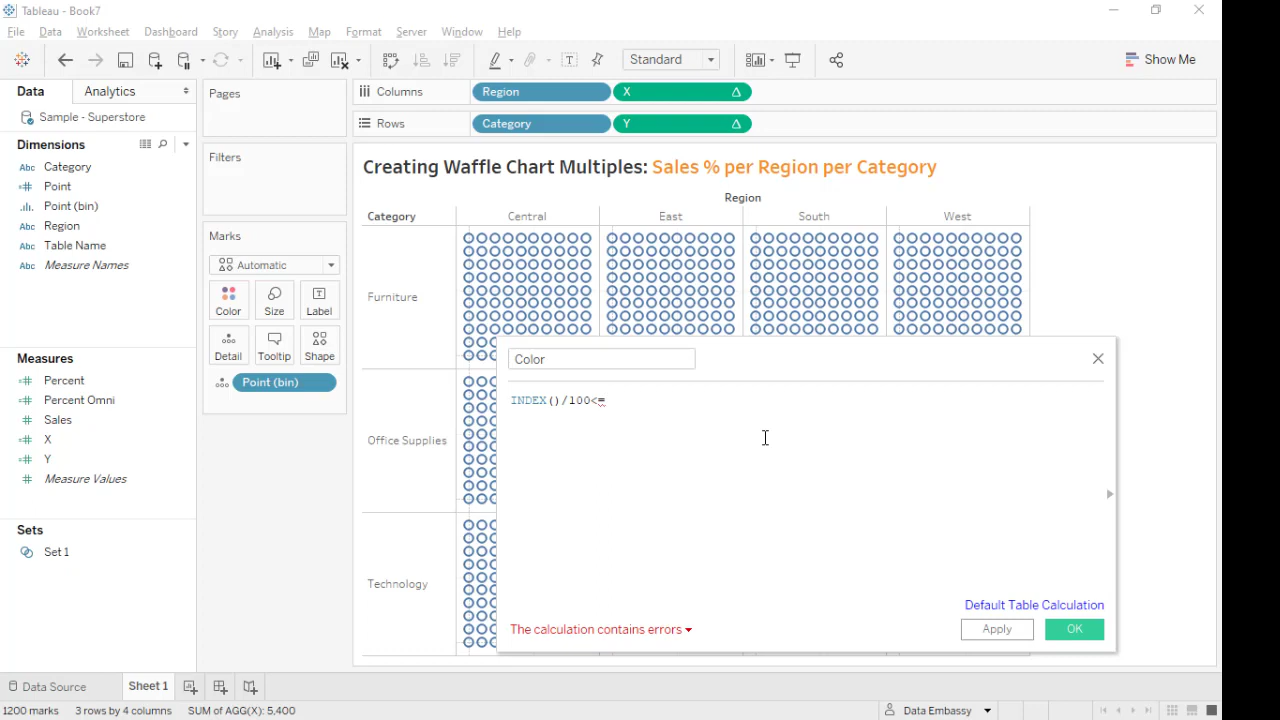 Tableau - Book7
File Data Worksheet Dashboard Story Analysis Map Format Server Window Help
Standard
Show Me
Data Analytics
Sample - Superstore
Dimensions
Abc Category
# Point
Point (bin)
Abc Region
Abc Table Name
Abc Measure Names
Measures
# Percent
# Percent Omni
# Sales
# X
# Y
# Measure Values
Sets
Set 1
Pages
Filters
Marks
Automatic
Color Size Label
Detail Tooltip Shape
Point (bin)
Columns Region X
Rows Category Y
Creating Waffle Chart Multiples: Sales % per Region per Category
Region
Category Central East South West
Furniture
Office Supplies
Technology
Color
INDEX()/100<=
Default Table Calculation
The calculation contains errors
Apply OK
Data Source Sheet 1
1200 marks 3 rows by 4 columns SUM of AGG(X): 5,400
Data Embassy